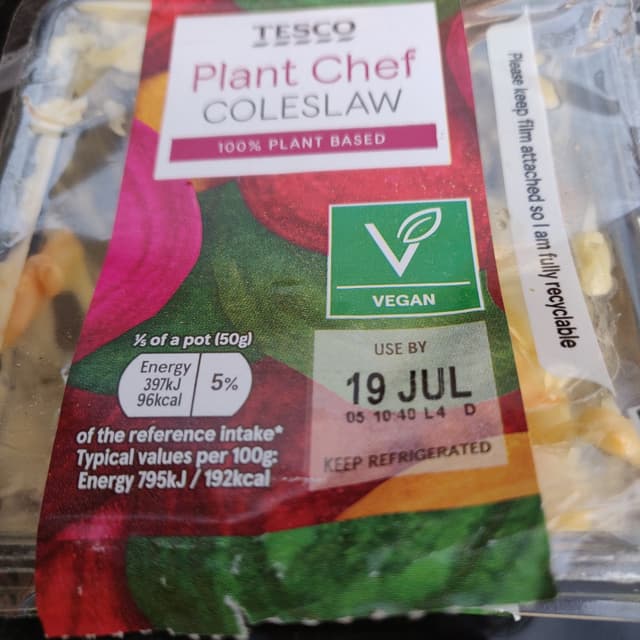 TESCO
Plant Chef
COLESLAW
100% PLANT BASED
Please keep film attached so I am fully recyclable
VEGAN
USE BY
19 JUL
05 10:40 L4 D
KEEP REFRIGERATED
⅕ of a pot (50g)
Energy
397kJ
96kcal
5%
of the reference intake*
Typical values per 100g:
Energy 795kJ / 192kcal